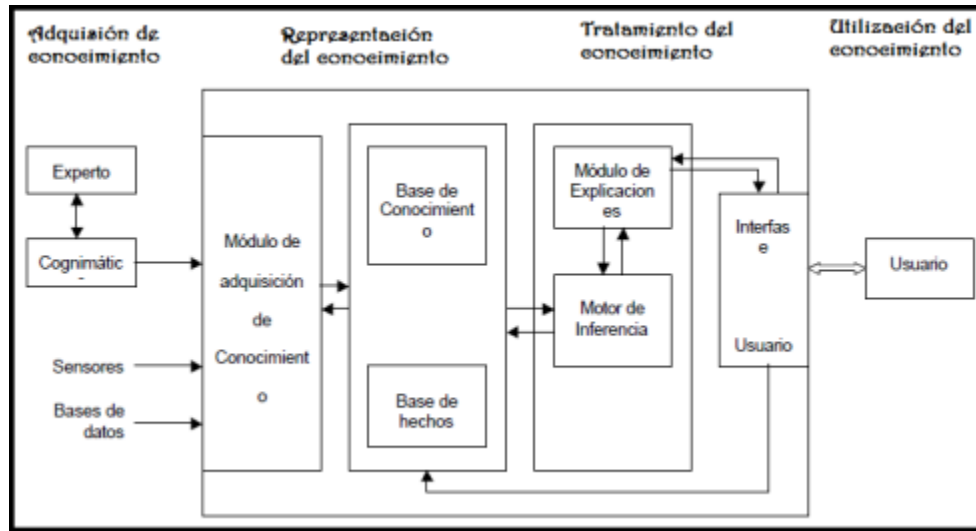 Adquisión de
conocimiento
Representación
del conocimiento
Tratamiento del
conocimiento
Utilización del
conocimiento
Experto
Cognimátic
Sensores
Bases de
datos
Módulo de
adquisición
de
Conocimient
o
Base de
Conocimient
o
Base de
hechos
Módulo de
Explicacion
es
Motor de
Inferencia
Interfas
e
Usuario
Usuario